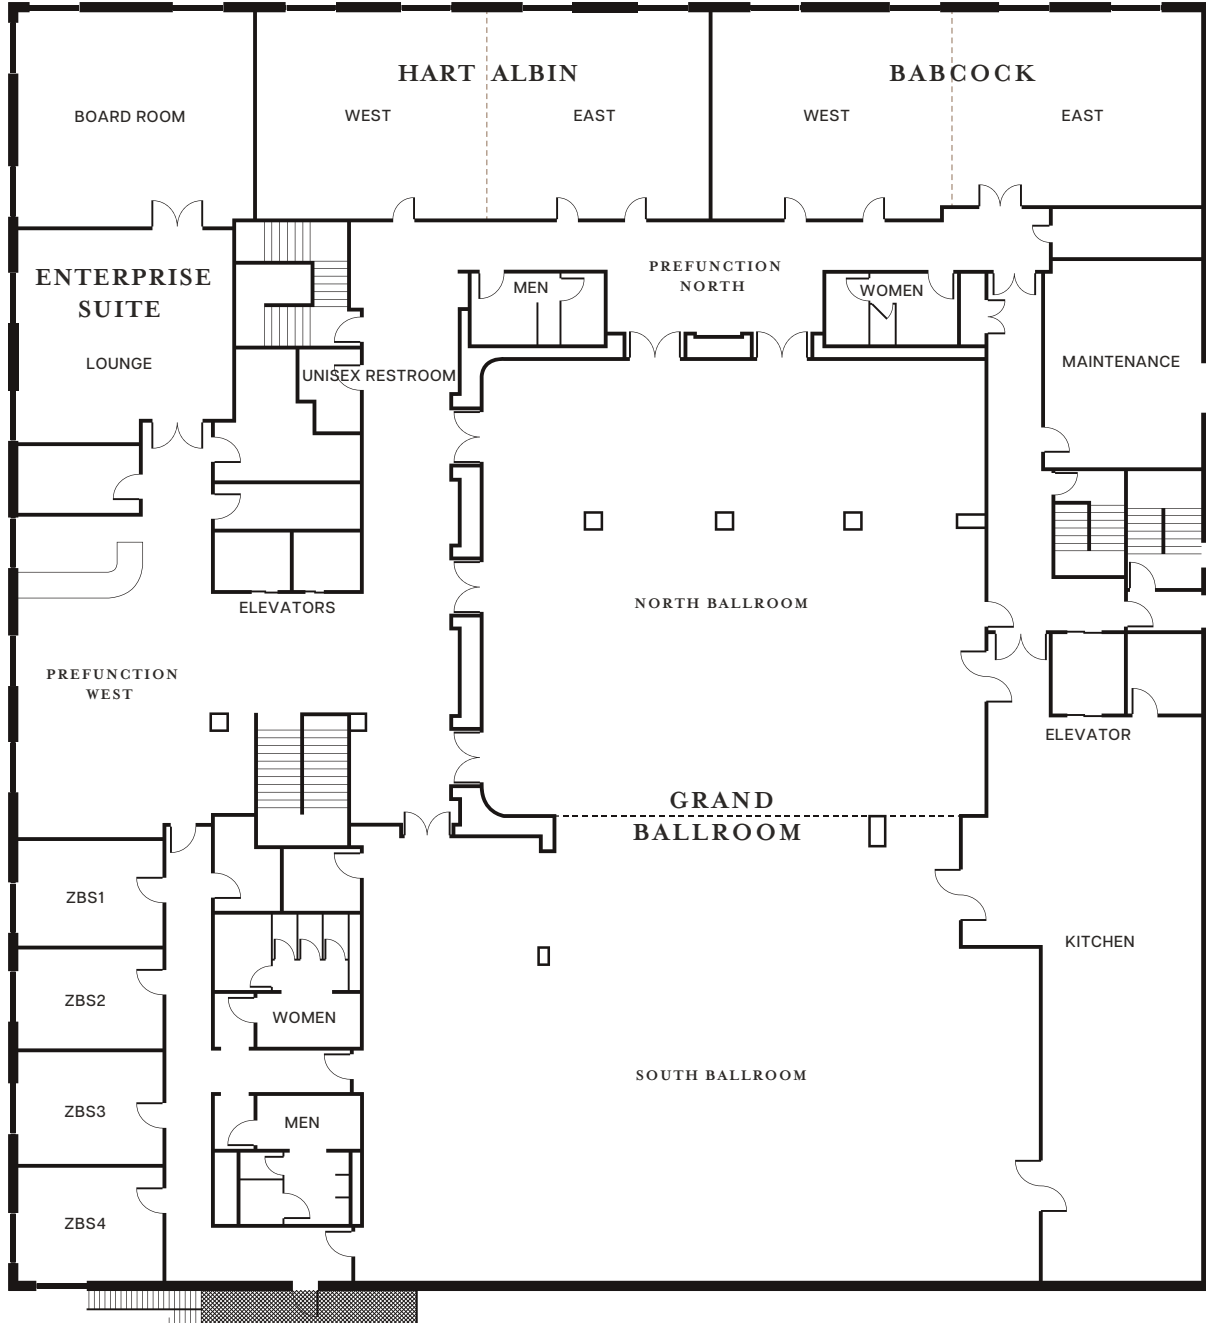 HART ALBIN
BABCOCK
BOARD ROOM
WEST
EAST
WEST
EAST
ENTERPRISE
SUITE
LOUNGE
PREFUNCTION
NORTH
MEN
WOMEN
UNISEX RESTROOM
MAINTENANCE
ELEVATORS
NORTH BALLROOM
PREFUNCTION
WEST
ELEVATOR
GRAND
BALLROOM
ZBS1
KITCHEN
ZBS2
WOMEN
SOUTH BALLROOM
ZBS3
MEN
ZBS4